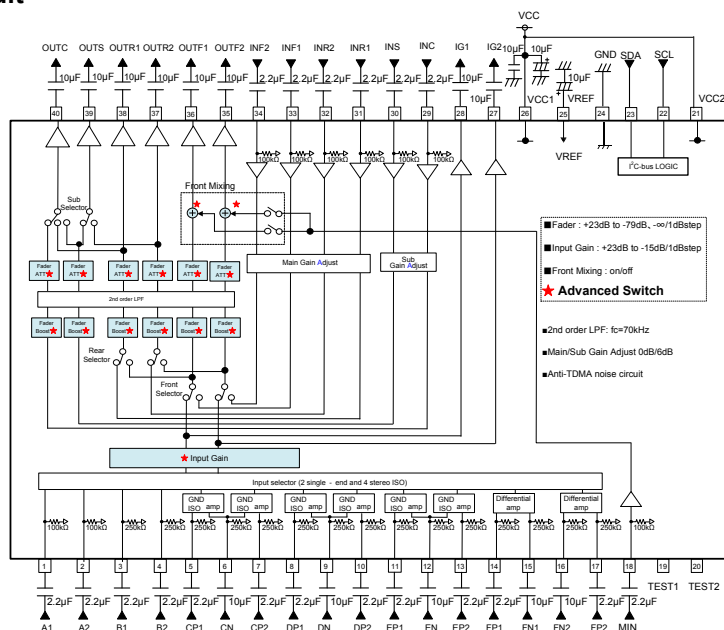 OUTC OUTS OUTR1 OUTR2 OUTF1 OUTF2 INF2 INF1 INR2 INR1 INS INC IG1 IG2
VCC
GND SDA SCL
10μF 10μF 10μF 10μF 10μF 10μF 2.2μF 2.2μF 2.2μF 2.2μF 2.2μF 2.2μF 10μF 10μF 10μF 10μF
10μF
VCC1 VREF VCC2
40 39 38 37 36 35 34 33 32 31 30 29 28 27 26 25 24 23 22 21
VREF
I²C-bus LOGIC
100kΩ 100kΩ 100kΩ 100kΩ 100kΩ 100kΩ
Front Mixing
Sub
Selector
Main Gain Adjust
Sub
Gain Adjust
■Fader : +23dB to -79dB、-∞/1dBstep
■Input Gain : +23dB to -15dB/1dBstep
■Front Mixing : on/off
★ Advanced Switch
Fader
ATT★
Fader
ATT★
Fader
ATT★
Fader
ATT★
Fader
ATT★
Fader
ATT★
2nd order LPF
Fader
Boost★
Fader
Boost★
Fader
Boost★
Fader
Boost★
Fader
Boost★
Fader
Boost★
■2nd order LPF: fc=70kHz
■Main/Sub Gain Adjust 0dB/6dB
■Anti-TDMA noise circuit
Rear
Selector
Front
Selector
★ Input Gain
Input selector (2 single - end and 4 stereo ISO)
GND
ISO amp
GND
ISO amp
GND
ISO amp
GND
ISO amp
GND
ISO amp
GND
ISO amp
Differential
amp
Differential
amp
100kΩ 100kΩ 100kΩ 100kΩ 250kΩ 250kΩ 250kΩ 250kΩ 250kΩ 250kΩ 250kΩ 250kΩ 250kΩ 250kΩ 250kΩ 250kΩ 250kΩ 100kΩ
1 2 3 4 5 6 7 8 9 10 11 12 13 14 15 16 17 18 19 20
TEST1 TEST2
2.2μF 2.2μF 2.2μF 2.2μF 2.2μF 10μF 2.2μF 2.2μF 10μF 2.2μF 2.2μF 10μF 2.2μF 2.2μF 10μF 10μF 2.2μF 2.2μF
A1 A2 B1 B2 CP1 CN CP2 DP1 DN DP2 EP1 EN EP2 FP1 FN1 FN2 FP2 MIN